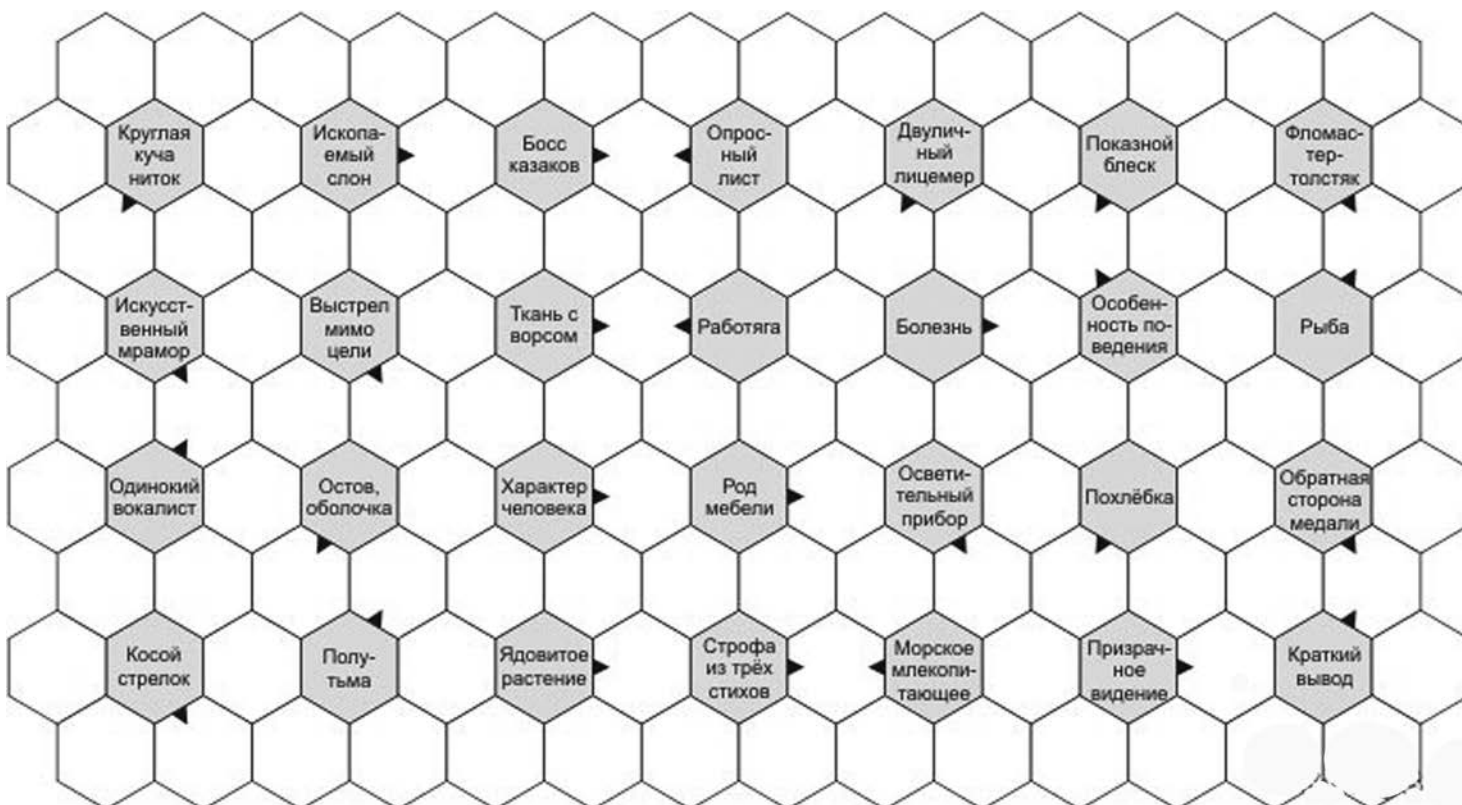 Круглая
куча
ниток
Ископа-
емый
слон
Босс
казаков
Опрос-
ный
лист
Двулич-
ный
лицемер
Показной
блеск
Фломас-
тер-
толстяк
Искусст-
венный
мрамор
Выстрел
мимо
цели
Ткань с
ворсом
Работяга
Болезнь
Особен-
ность по-
ведения
Рыба
Одинокий
вокалист
Остов,
оболочка
Характер
человека
Род
мебели
Освети-
тельный
прибор
Похлёбка
Обратная
сторона
медали
Косой
стрелок
Полу-
тьма
Ядовитое
растение
Строфа
из трёх
стихов
Морское
млекопи-
тающее
Призрач-
ное
видение
Краткий
вывод